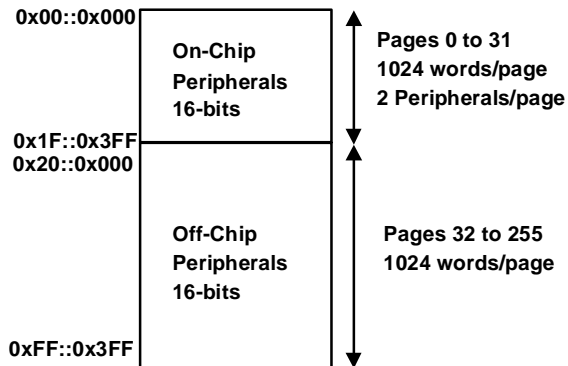 0x00::0x000
On-Chip
Peripherals
16-bits
Pages 0 to 31
1024 words/page
2 Peripherals/page
0x1F::0x3FF
0x20::0x000
Off-Chip
Peripherals
16-bits
Pages 32 to 255
1024 words/page
0xFF::0x3FF